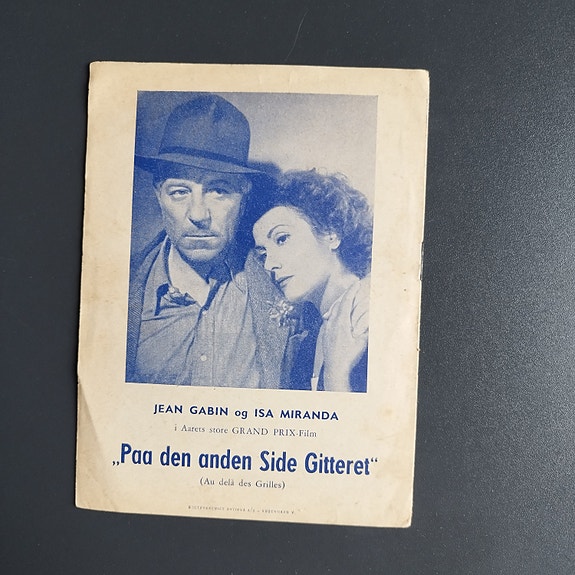 JEAN GABIN og ISA MIRANDA
i Aarets store GRAND PRIX-Film
„Paa den anden Side Gitteret“
(Au delà des Grilles)